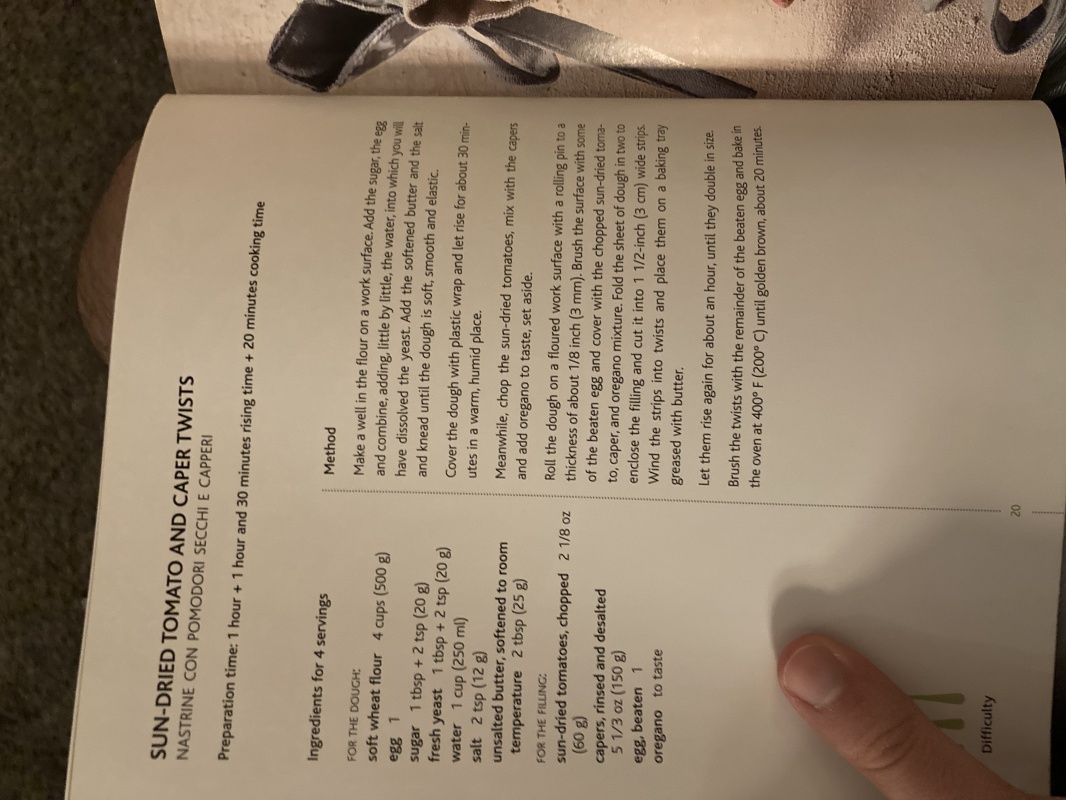 SUN-DRIED TOMATO AND CAPER TWISTS
NASTRINE CON POMODORI SECCHI E CAPPERI
Preparation time: 1 hour + 1 hour and 30 minutes rising time + 20 minutes cooking time
Ingredients for 4 servings
FOR THE DOUGH:
soft wheat flour 4 cups (500 g)
egg 1
sugar 1 tbsp + 2 tsp (20 g)
fresh yeast 1 tbsp + 2 tsp (20 g)
water 1 cup (250 ml)
salt 2 tsp (12 g)
unsalted butter, softened to room
temperature 2 tbsp (25 g)
FOR THE FILLING:
sun-dried tomatoes, chopped 2 1/8 oz
(60 g)
capers, rinsed and desalted
5 1/3 oz (150 g)
egg, beaten 1
oregano to taste
Difficulty
Method
Make a well in the flour on a work surface. Add the sugar, the egg
and combine, adding, little by little, the water, into which you will
have dissolved the yeast. Add the softened butter and the salt
and knead until the dough is soft, smooth and elastic.
Cover the dough with plastic wrap and let rise for about 30 min-
utes in a warm, humid place.
Meanwhile, chop the sun-dried tomatoes, mix with the capers
and add oregano to taste, set aside.
Roll the dough on a floured work surface with a rolling pin to a
thickness of about 1/8 inch (3 mm). Brush the surface with some
of the beaten egg and cover with the chopped sun-dried toma-
to, caper, and oregano mixture. Fold the sheet of dough in two to
enclose the filling and cut it into 1 1/2-inch (3 cm) wide strips.
Wind the strips into twists and place them on a baking tray
greased with butter.
Let them rise again for about an hour, until they double in size.
Brush the twists with the remainder of the beaten egg and bake in
the oven at 400° F (200° C) until golden brown, about 20 minutes.
20